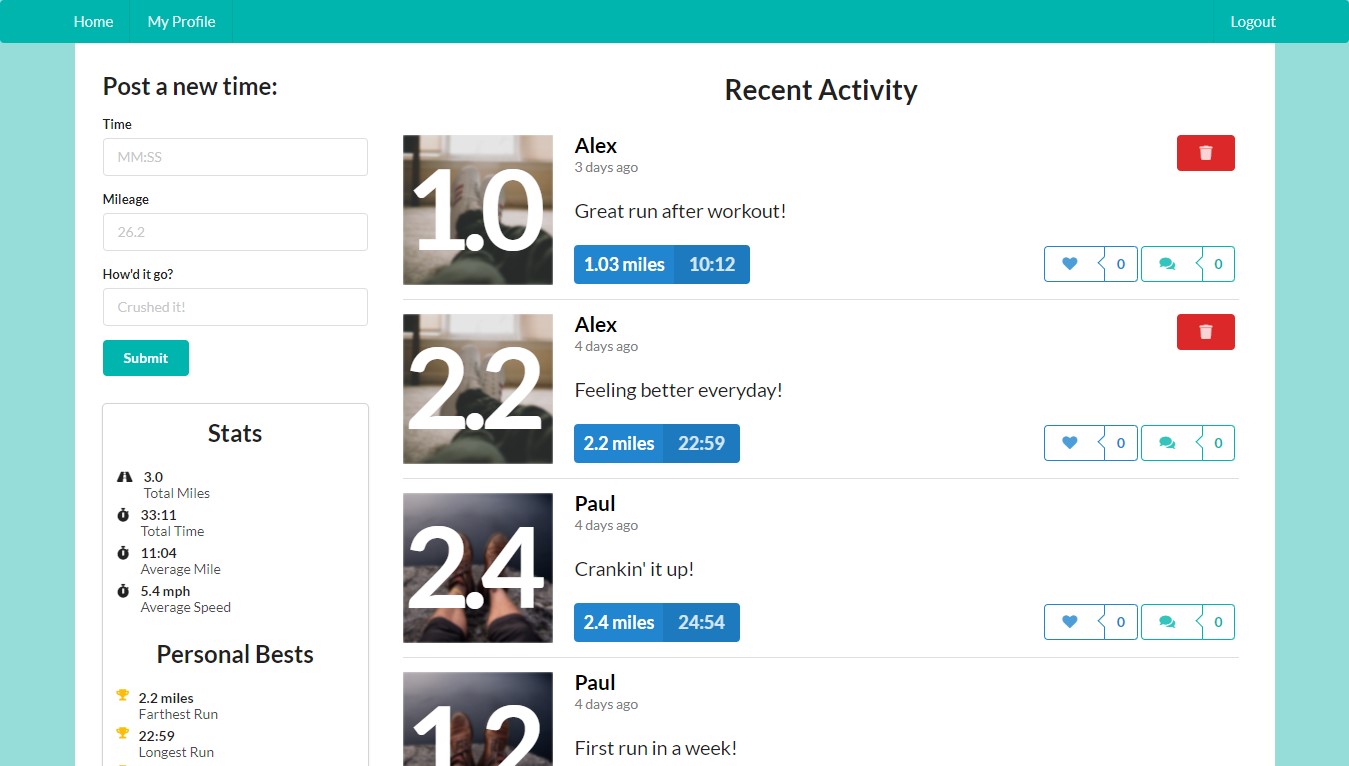 Home
My Profile
Logout
Post a new time:
Time
MM:SS
Mileage
26.2
How'd it go?
Crushed it!
Submit
Stats
3.0
Total Miles
33:11
Total Time
11:04
Average Mile
5.4 mph
Average Speed
Personal Bests
2.2 miles
Farthest Run
22:59
Longest Run
Recent Activity
1.0
Alex
3 days ago
Great run after workout!
1.03 miles 10:12
0
0
2.2
Alex
4 days ago
Feeling better everyday!
2.2 miles 22:59
0
0
2.4
Paul
4 days ago
Crankin' it up!
2.4 miles 24:54
0
0
1.2
Paul
4 days ago
First run in a week!